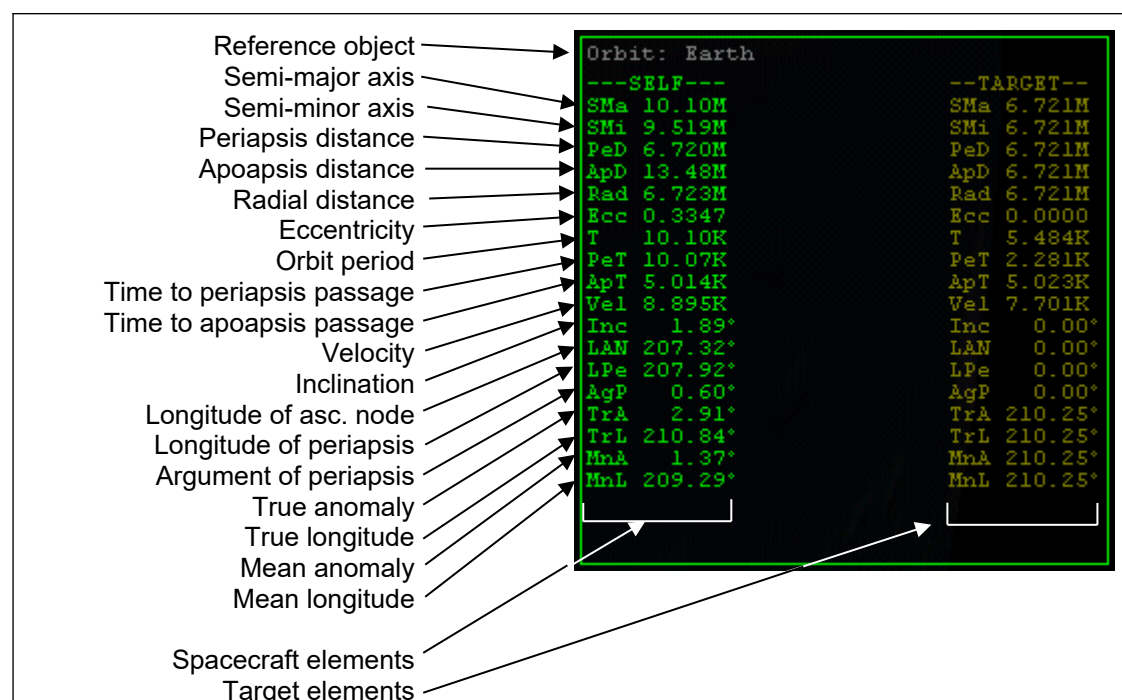 Reference object
Semi-major axis
Semi-minor axis
Periapsis distance
Apoapsis distance
Radial distance
Eccentricity
Orbit period
Time to periapsis passage
Time to apoapsis passage
Velocity
Inclination
Longitude of asc. node
Longitude of periapsis
Argument of periapsis
True anomaly
True longitude
Mean anomaly
Mean longitude
Spacecraft elements
Target elements
Orbit: Earth
---SELF---
SMa 10.10M
SMi 9.519M
PeD 6.720M
ApD 13.48M
Rad 6.723M
Ecc 0.3347
T 10.10K
PeT 10.07K
ApT 5.014K
Vel 8.895K
Inc 1.89°
LAN 207.32°
LPe 207.92°
AgP 0.60°
TrA 2.91°
TrL 210.84°
MnA 1.37°
MnL 209.29°
--TARGET--
SMa 6.721M
SMi 6.721M
PeD 6.721M
ApD 6.721M
Rad 6.721M
Ecc 0.0000
T 5.484K
PeT 2.281K
ApT 5.023K
Vel 7.701K
Inc 0.00°
LAN 0.00°
LPe 0.00°
AgP 0.00°
TrA 210.25°
TrL 210.25°
MnA 210.25°
MnL 210.25°